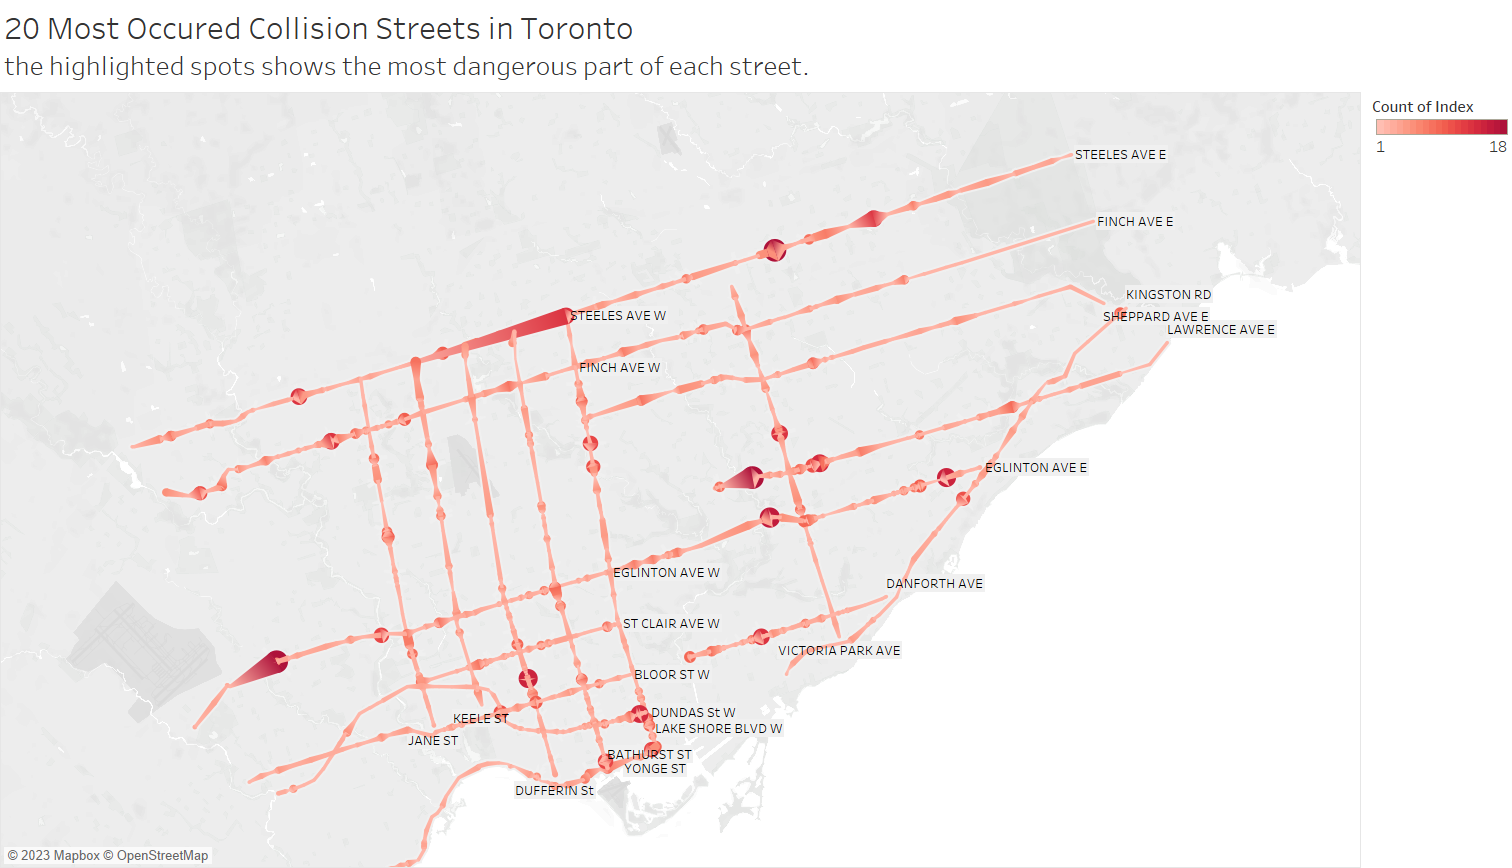 20 Most Occured Collision Streets in Toronto
the highlighted spots shows the most dangerous part of each street.
Count of Index
1 18
STEELES AVE E
FINCH AVE E
KINGSTON RD
SHEPPARD AVE E
STEELES AVE W
LAWRENCE AVE E
FINCH AVE W
EGLINTON AVE E
EGLINTON AVE W
DANFORTH AVE
ST CLAIR AVE W
VICTORIA PARK AVE
BLOOR ST W
DUNDAS St W
KEELE ST
LAKE SHORE BLVD W
JANE ST
BATHURST ST
YONGE ST
DUFFERIN St
© 2023 Mapbox © OpenStreetMap